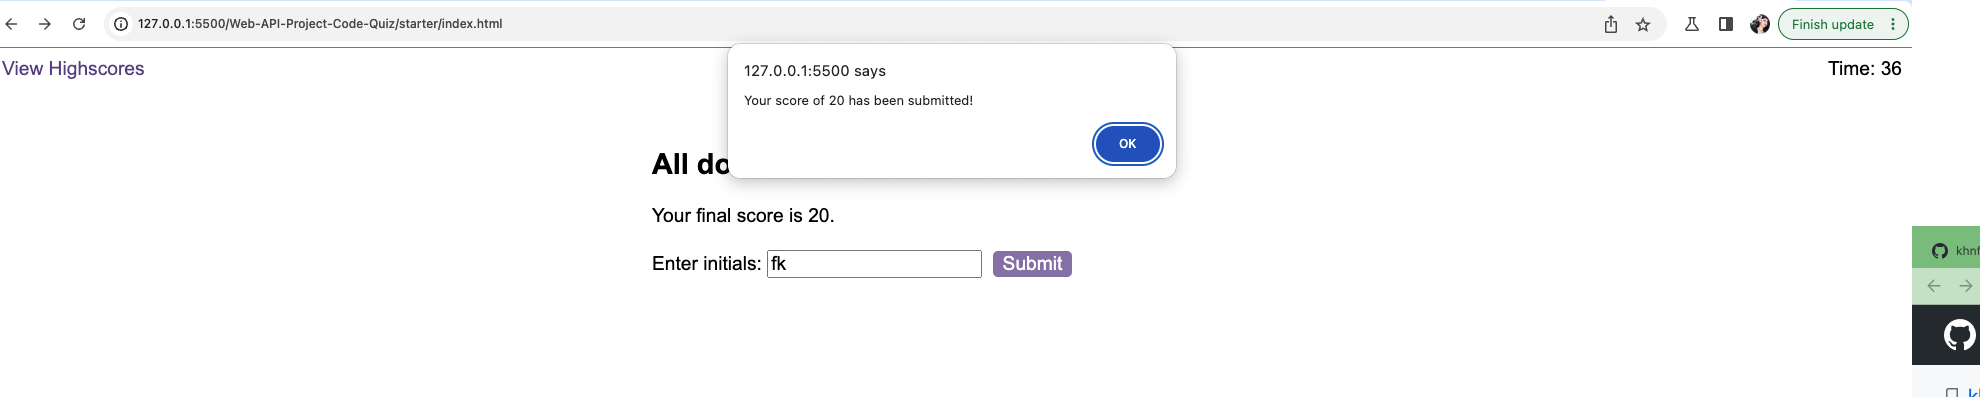 127.0.0.1:5500/Web-API-Project-Code-Quiz/starter/index.html
Finish update
View Highscores
127.0.0.1:5500 says
Time: 36
Your score of 20 has been submitted!
OK
All do
Your final score is 20.
Enter initials: fk Submit
khnf